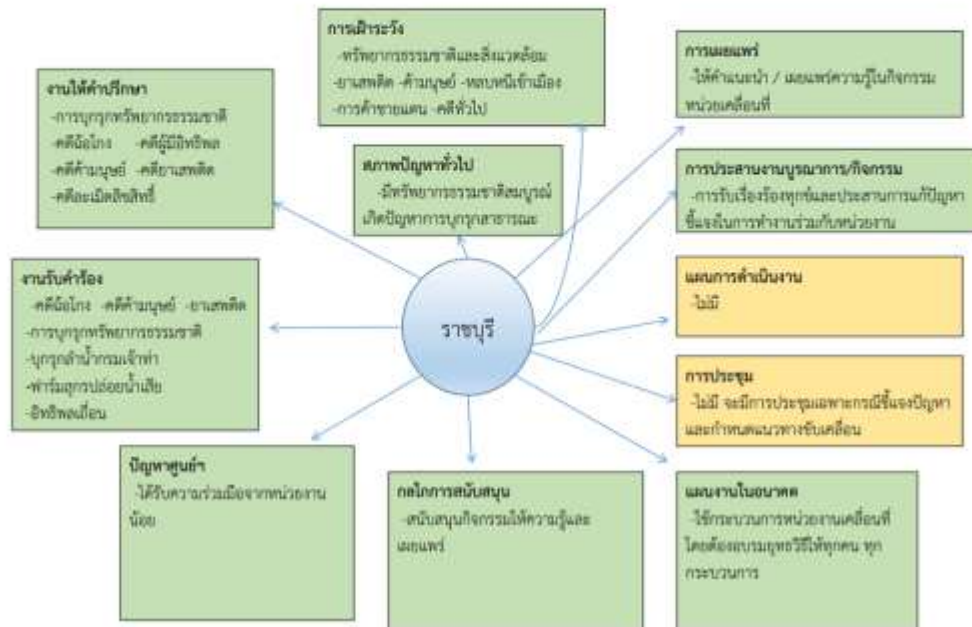 การเฝ้าระวัง
-ทรัพยากรธรรมชาติและสิ่งแวดล้อม
-ยาเสพติด -ค้ามนุษย์ -หลบหนีเข้าเมือง
-การค้าชายแดน -คดีทั่วไป
การเผยแพร่
-ให้คำแนะนำ / เผยแพร่ความรู้ในกิจกรรม
หน่วยเคลื่อนที่
งานให้คำปรึกษา
-การบุกรุกทรัพยากรธรรมชาติ
-คดีฉ้อโกง -คดีผู้มีอิทธิพล
-คดีค้ามนุษย์ -คดียาเสพติด
-คดีละเมิดลิขสิทธิ์
สภาพปัญหาทั่วไป
-มีทรัพยากรธรรมชาติสมบูรณ์
เกิดปัญหาการบุกรุกสาธารณะ
การประสานงานบูรณาการ/กิจกรรม
-การรับเรื่องร้องทุกข์และประสานการแก้ปัญหา
ชี้แจงในการทำงานร่วมกับหน่วยงาน
งานรับคำร้อง
-คดีฉ้อโกง -คดีค้ามนุษย์ -ยาเสพติด
-การบุกรุกทรัพยากรธรรมชาติ
-บุกรุกลำน้ำกรมเจ้าท่า
-ฟาร์มสุกรปล่อยน้ำเสีย
-อิทธิพลเถื่อน
ราชบุรี
แผนการดำเนินงาน
-ไม่มี
การประชุม
-ไม่มี จะมีการประชุมเฉพาะกรณีชี้แจงปัญหา
และกำหนดแนวทางขับเคลื่อน
ปัญหาศูนย์ฯ
-ได้รับความร่วมมือจากหน่วยงาน
น้อย
กลไกการสนับสนุน
-สนับสนุนกิจกรรมให้ความรู้และ
เผยแพร่
แผนงานในอนาคต
-ใช้กระบวนการหน่วยงานเคลื่อนที่
โดยต้องอบรมยุทธวิธีให้ทุกคน ทุก
กระบวนการ